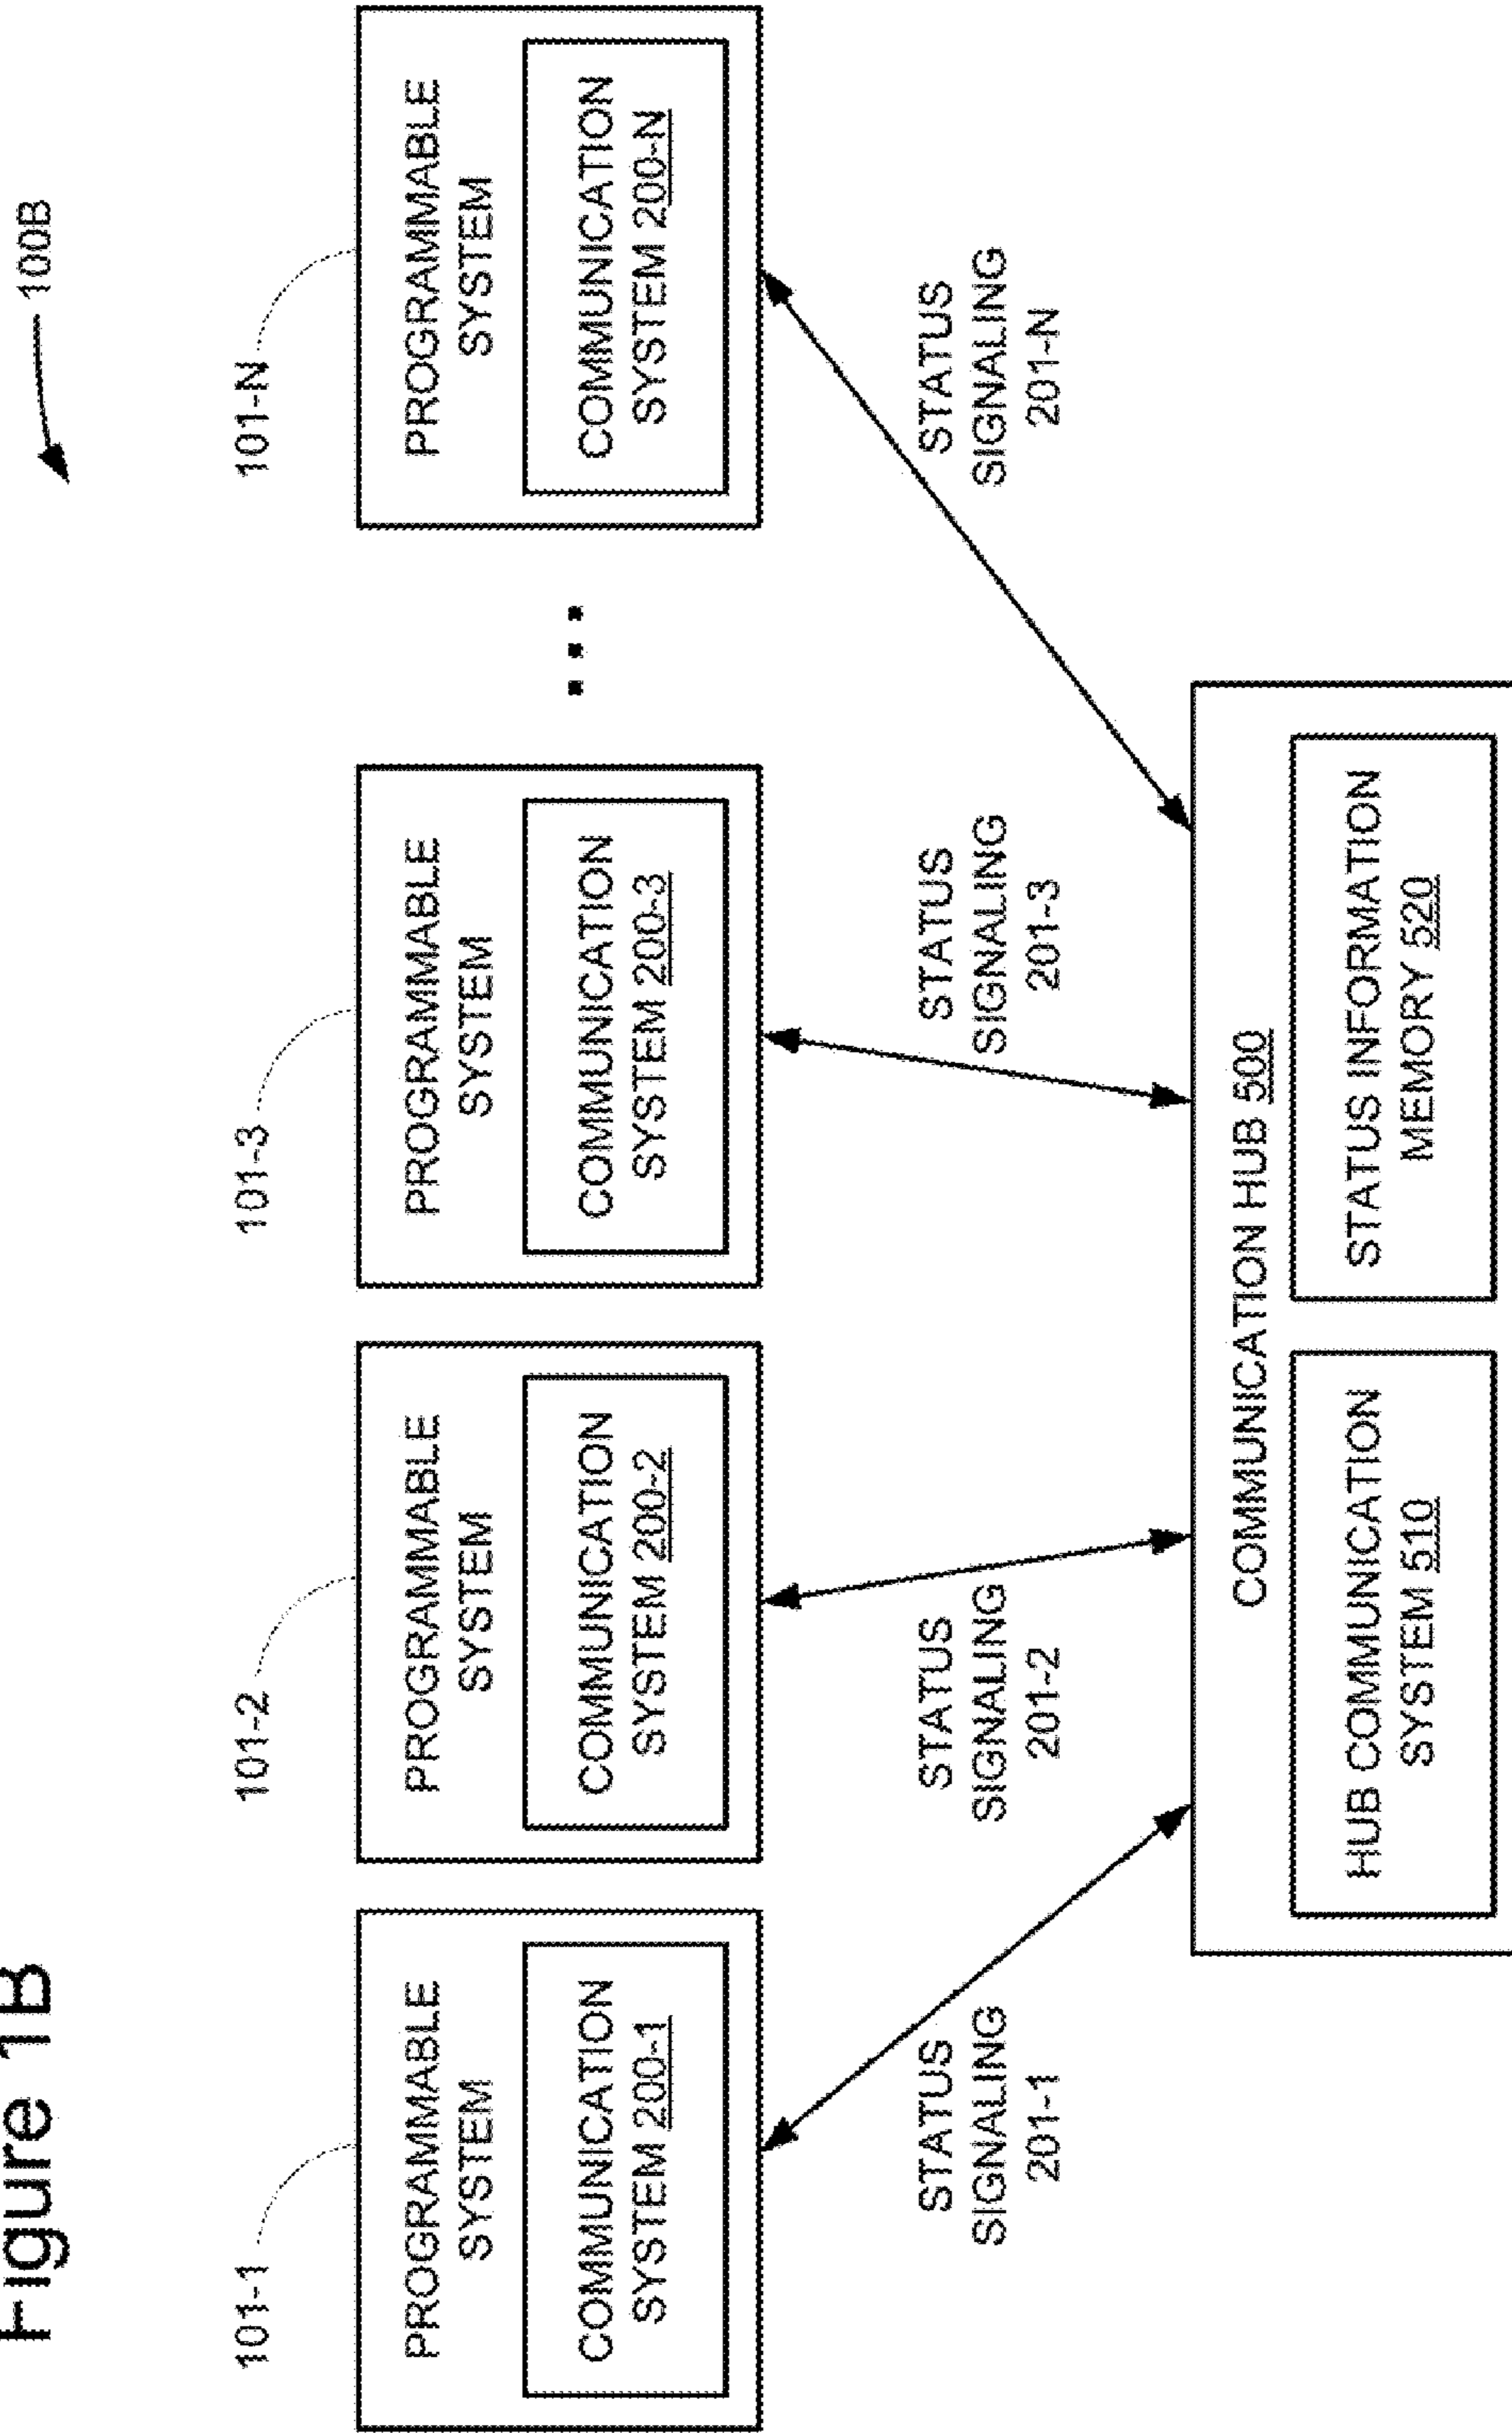 Figure 1B
100B
101-1
101-2
101-3
101-N
PROGRAMMABLE
SYSTEM
COMMUNICATION
SYSTEM 200-1
PROGRAMMABLE
SYSTEM
COMMUNICATION
SYSTEM 200-2
PROGRAMMABLE
SYSTEM
COMMUNICATION
SYSTEM 200-3
PROGRAMMABLE
SYSTEM
COMMUNICATION
SYSTEM 200-N
STATUS
SIGNALING
201-1
STATUS
SIGNALING
201-2
STATUS
SIGNALING
201-3
STATUS
SIGNALING
201-N
COMMUNICATION HUB 500
HUB COMMUNICATION
SYSTEM 510
STATUS INFORMATION
MEMORY 520